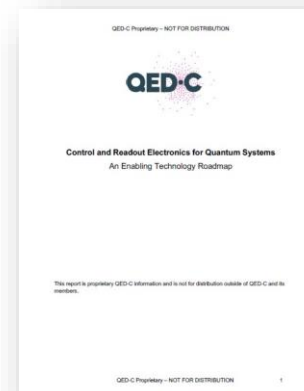 QED-C Proprietary – NOT FOR DISTRIBUTION
QED·C
Control and Readout Electronics for Quantum Systems
An Enabling Technology Roadmap
This report is proprietary QED-C information and is not for distribution outside of QED-C and its
members.
QED-C Proprietary – NOT FOR DISTRIBUTION 1